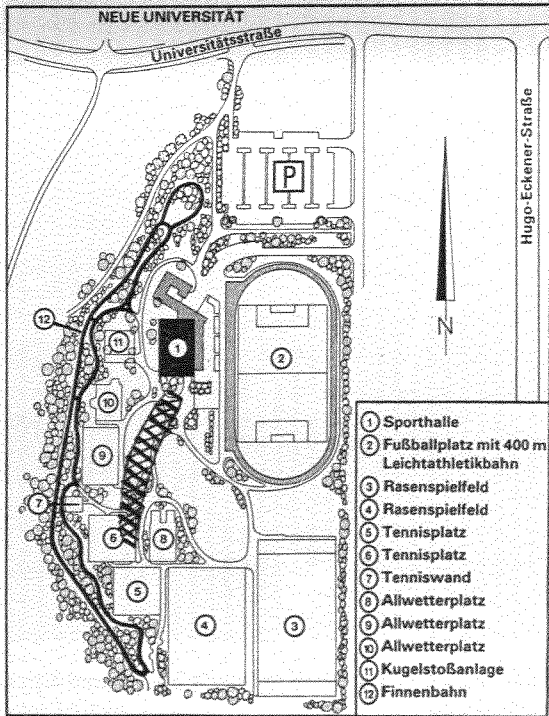 NEUE UNIVERSITÄT
Universitätsstraße
P
Hugo-Eckener-Straße
N
12
11
1
2
10
9
7
6
8
5
4
3
1 Sporthalle
2 Fußballplatz mit 400 m
Leichtathletikbahn
3 Rasenspielfeld
4 Rasenspielfeld
5 Tennisplatz
6 Tennisplatz
7 Tenniswand
8 Allwetterplatz
9 Allwetterplatz
10 Allwetterplatz
11 Kugelstoßanlage
12 Finnenbahn